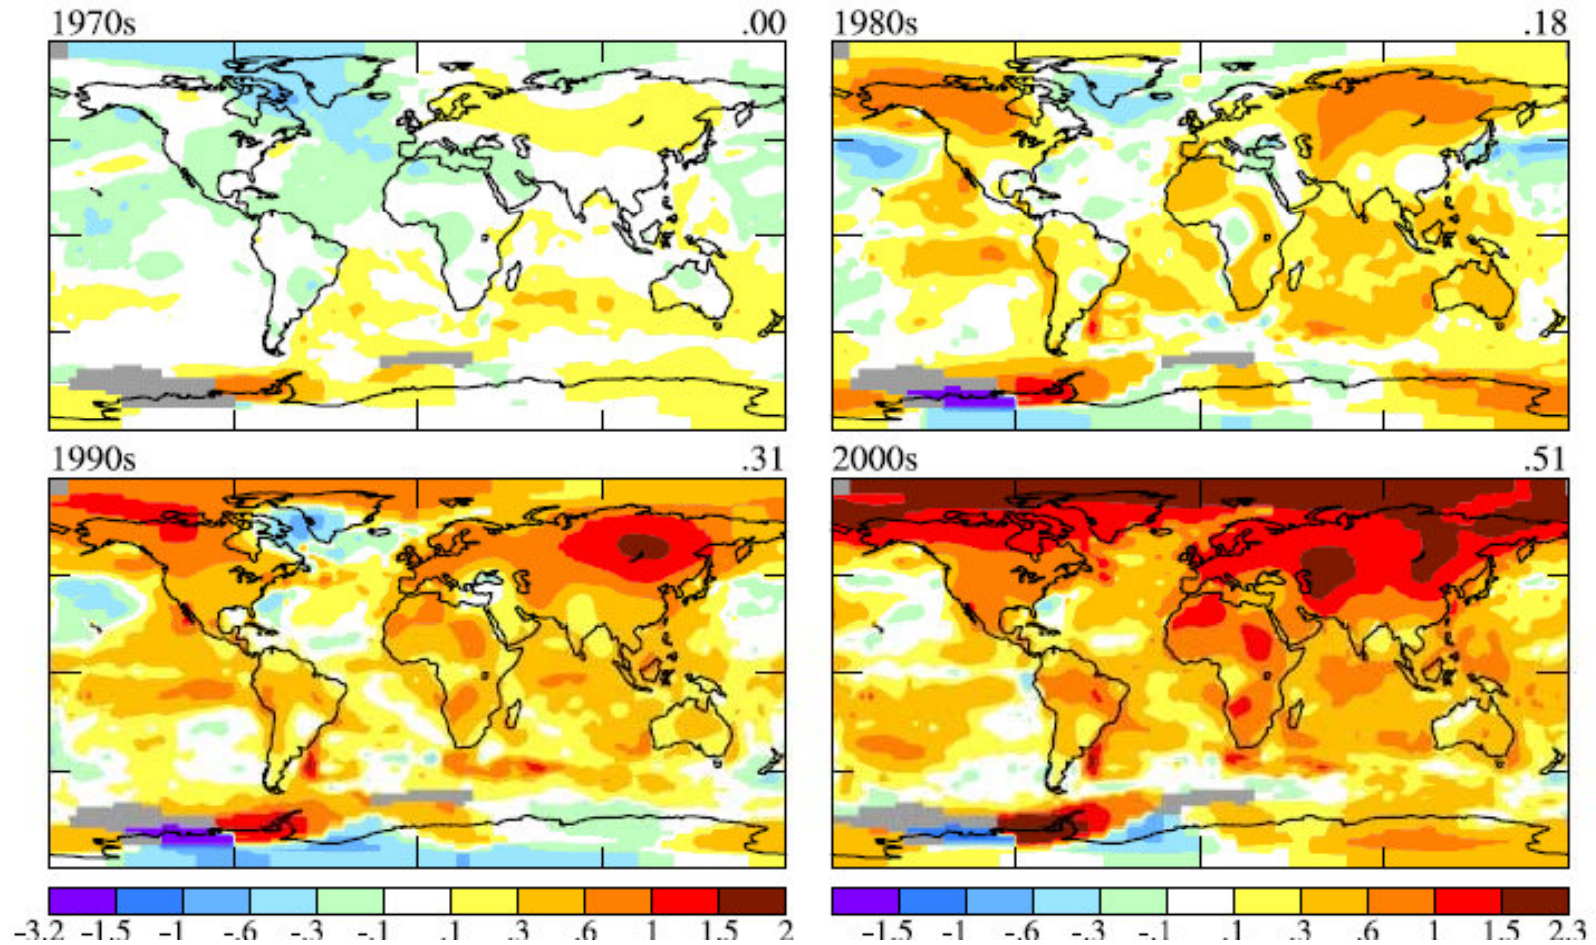 1970s .00
1980s .18
1990s .31
2000s .51
-3.2 -1.5 -1 -.6 -.3 -.1 .1 .3 .6 1 1.5 2
-1.5 -1 -.6 -.3 -.1 .1 .3 .6 1 1.5 2.3